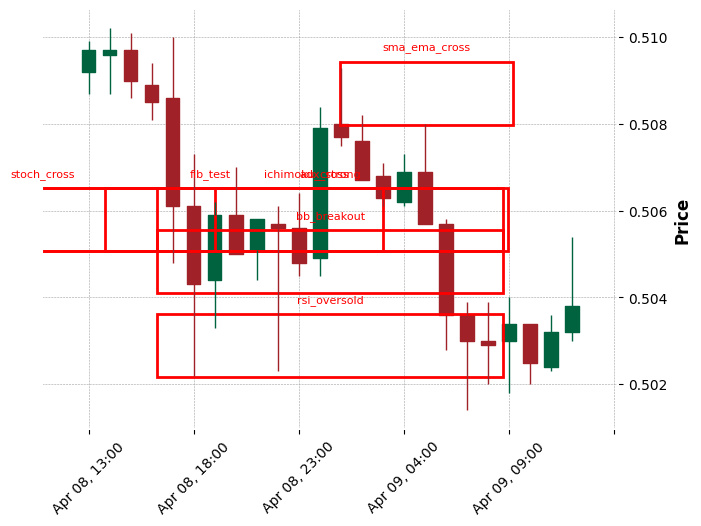 sma_ema_cross
0.510
0.508
stoch_cross
fib_test
0.506
bb_breakout
0.504
rsi_oversold
0.502
Price
Apr 08, 13:00
Apr 08, 18:00
Apr 08, 23:00
Apr 09, 04:00
Apr 09, 09:00